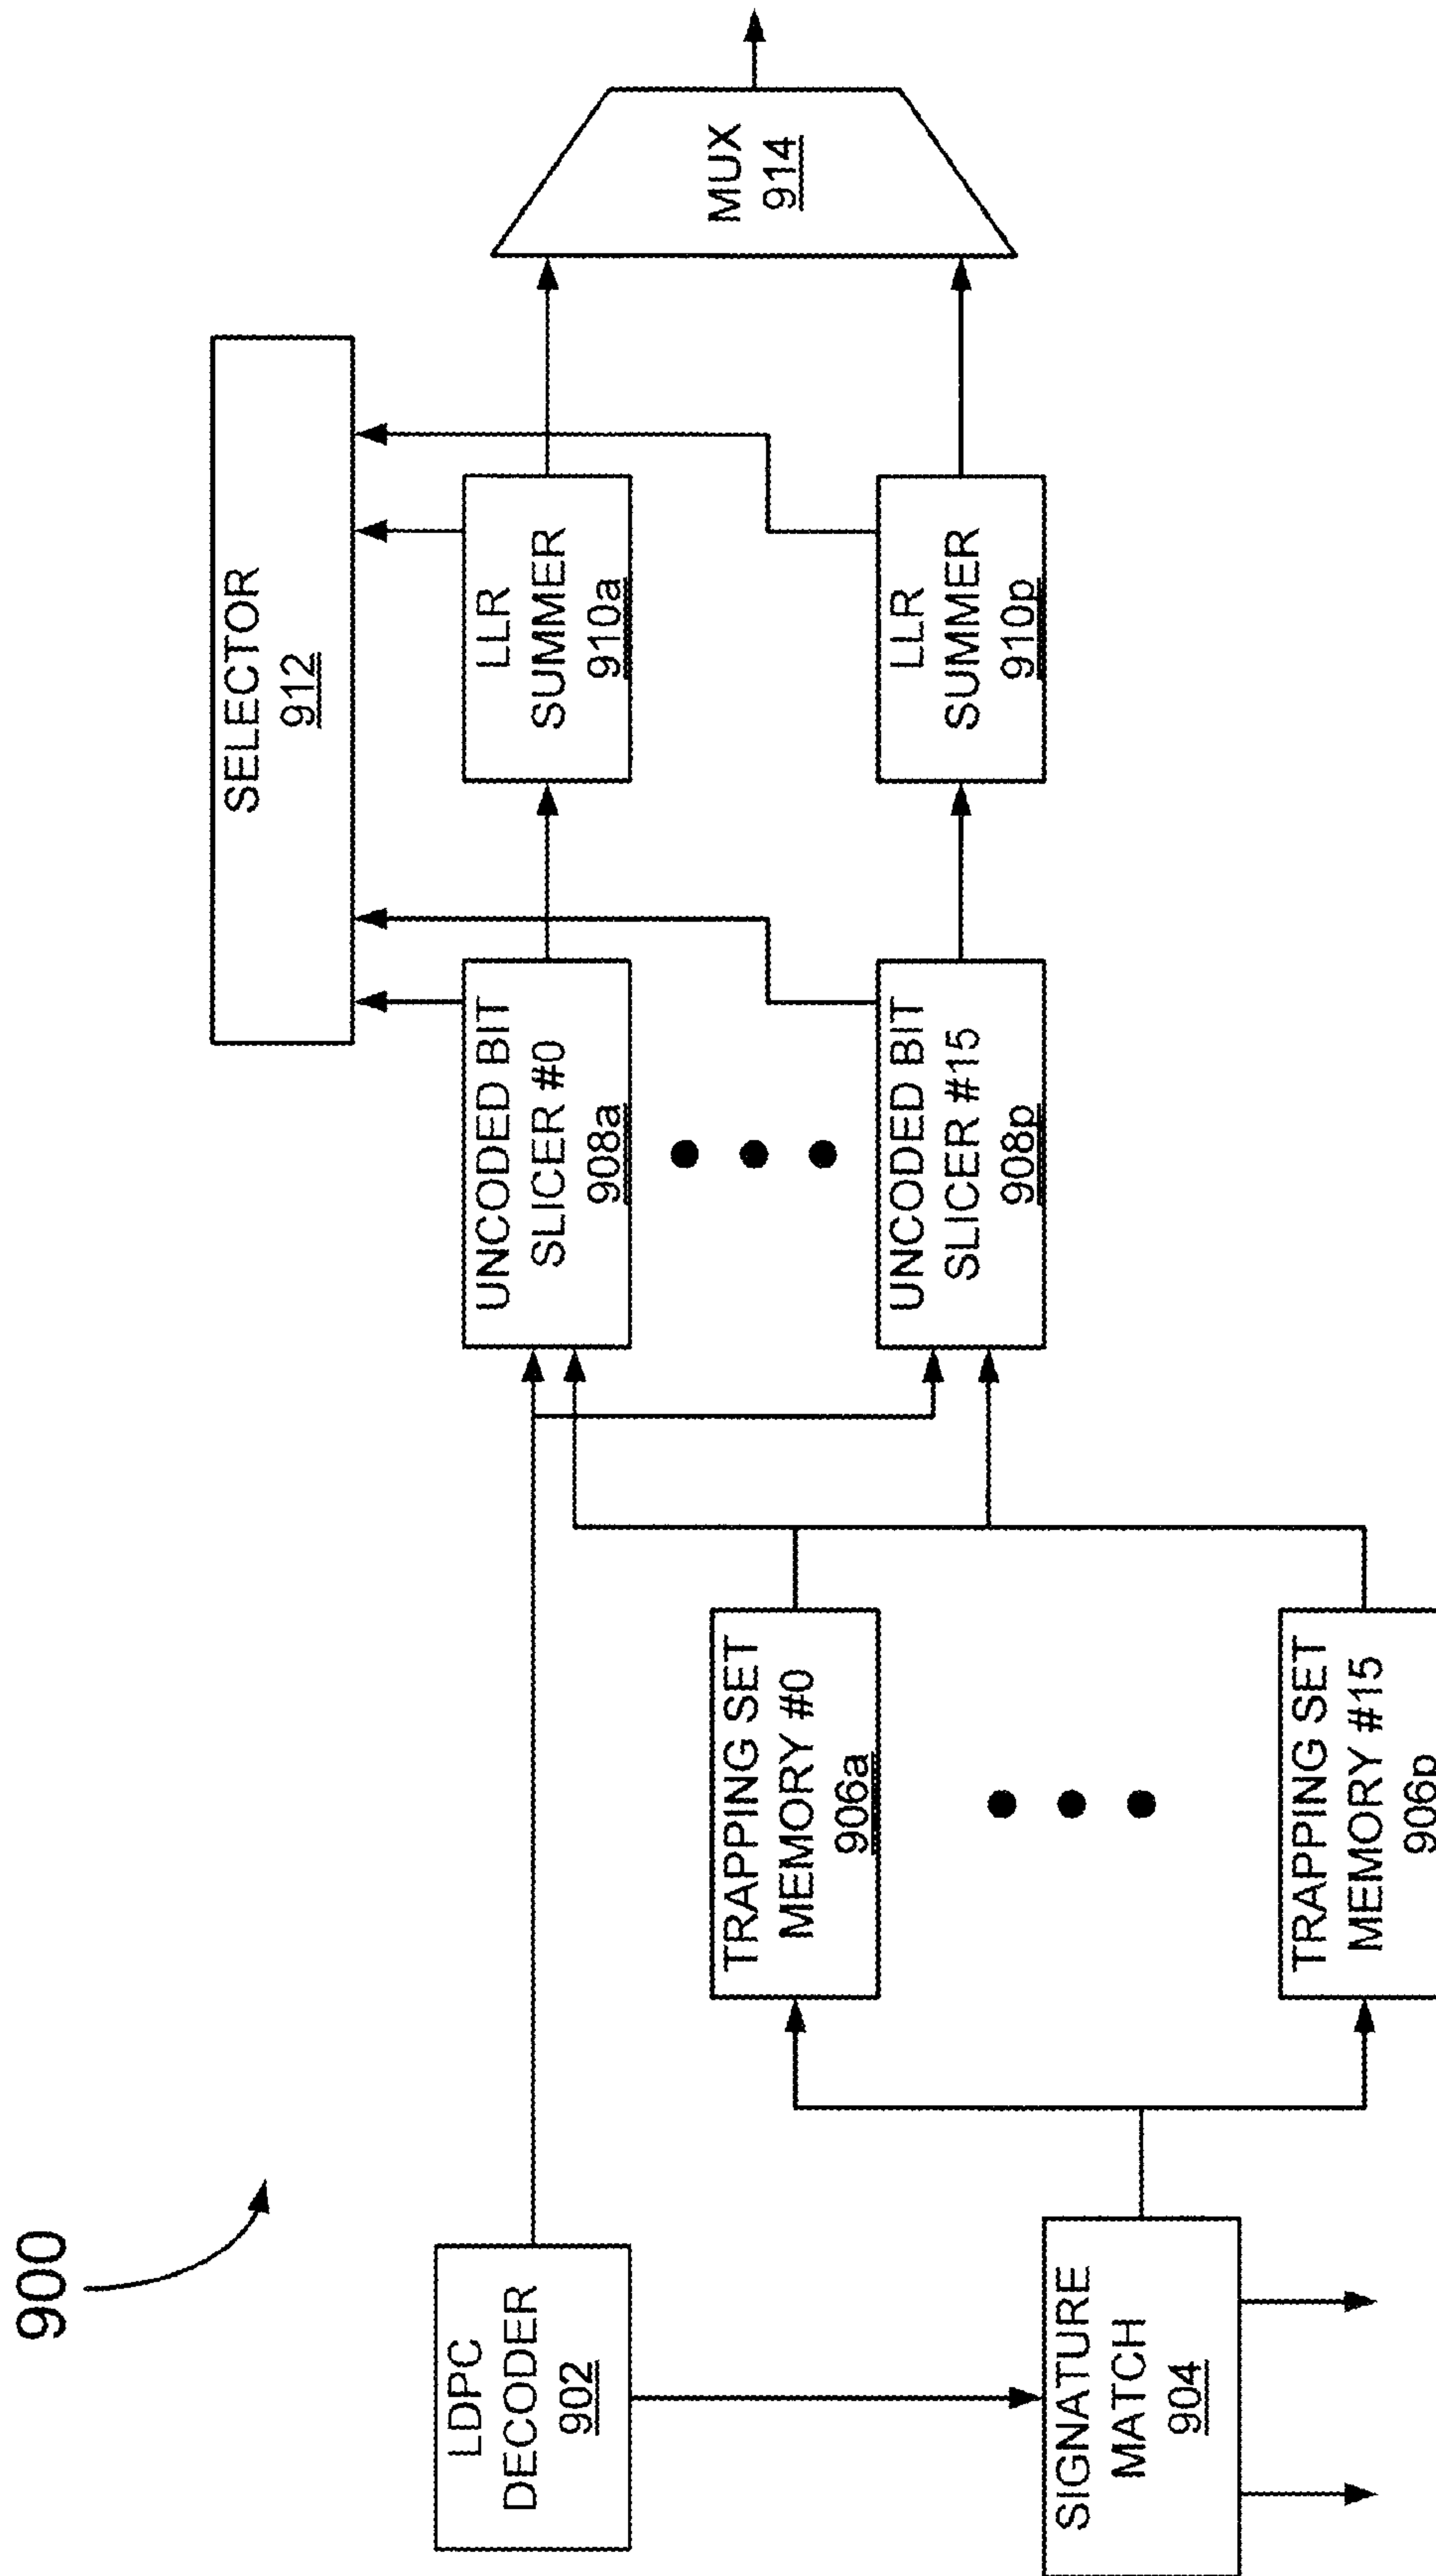 900
LDPC
DECODER
902
SIGNATURE
MATCH
904
TRAPPING SET
MEMORY #0
906a
TRAPPING SET
MEMORY #15
906p
UNCODED BIT
SLICER #0
908a
UNCODED BIT
SLICER #15
908p
LLR
SUMMER
910a
LLR
SUMMER
910p
SELECTOR
912
MUX
914